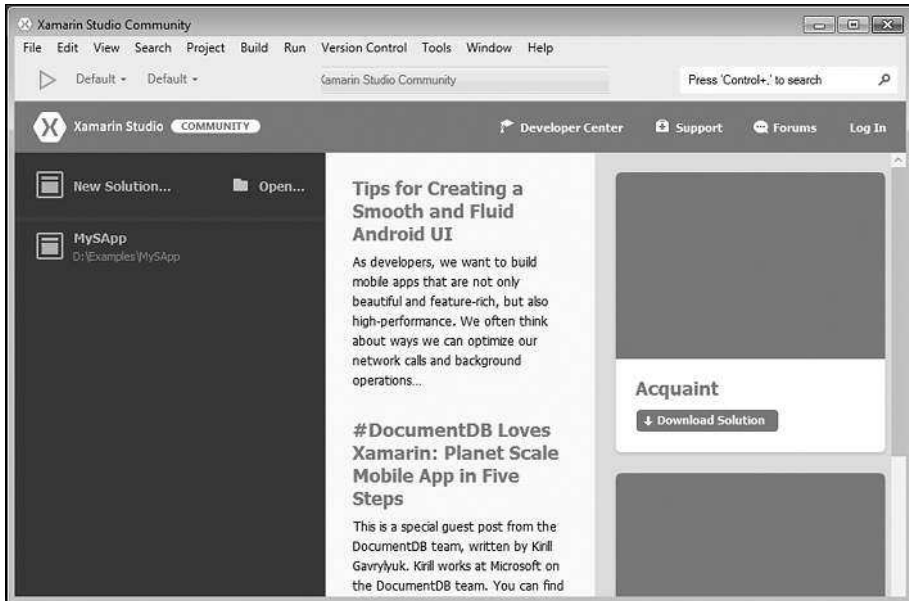 Xamarin Studio Community
File Edit View Search Project Build Run Version Control Tools Window Help
Default Default
Xamarin Studio Community
Press 'Control+,' to search
Xamarin Studio COMMUNITY
Developer Center Support Forums Log In
New Solution... Open...
MySApp
D:\Examples\MySApp
Tips for Creating a
Smooth and Fluid
Android UI
As developers, we want to build
mobile apps that are not only
beautiful and feature-rich, but also
high-performance. We often think
about ways we can optimize our
network calls and background
operations...
#DocumentDB Loves
Xamarin: Planet Scale
Mobile App in Five
Steps
This is a special guest post from the
DocumentDB team, written by Kirill
Gavrylyuk. Kirill works at Microsoft on
the DocumentDB team. You can find
Acquaint
Download Solution